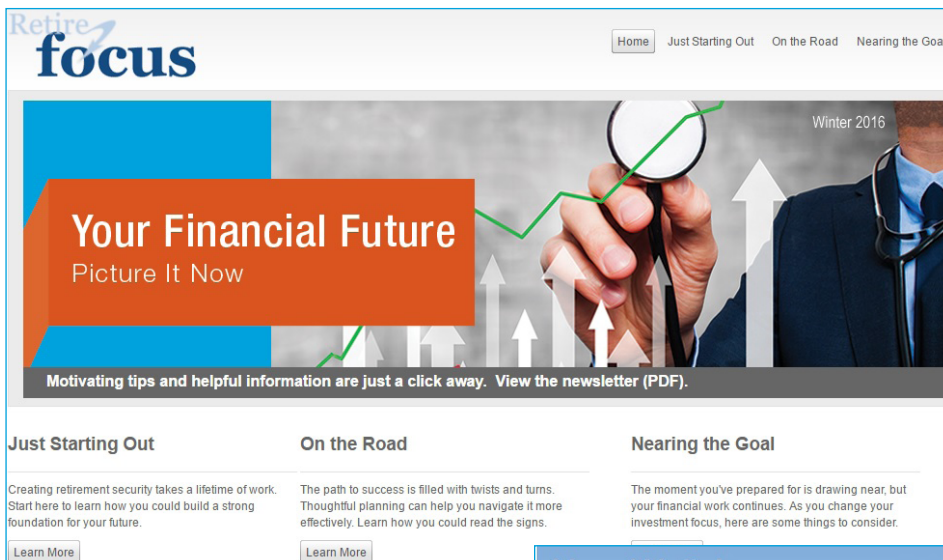 Retire
focus
Home Just Starting Out On the Road Nearing the Goa
Winter 2016
Your Financial Future
Picture It Now
Motivating tips and helpful information are just a click away. View the newsletter (PDF).
Just Starting Out
Creating retirement security takes a lifetime of work.
Start here to learn how you could build a strong
foundation for your future.
Learn More
On the Road
The path to success is filled with twists and turns.
Thoughtful planning can help you navigate it more
effectively. Learn how you could read the signs.
Learn More
Nearing the Goal
The moment you've prepared for is drawing near, but
your financial work continues. As you change your
investment focus, here are some things to consider.